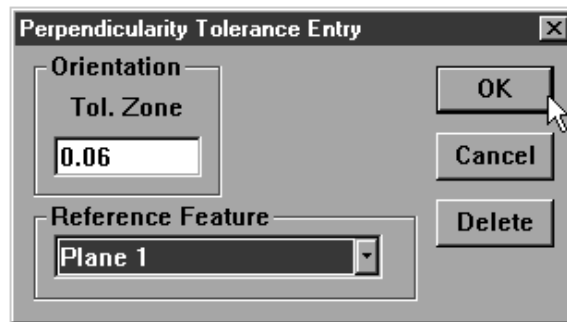 Perpendicularity Tolerance Entry
Orientation
Tol. Zone
0.06
OK
Cancel
Delete
Reference Feature
Plane 1